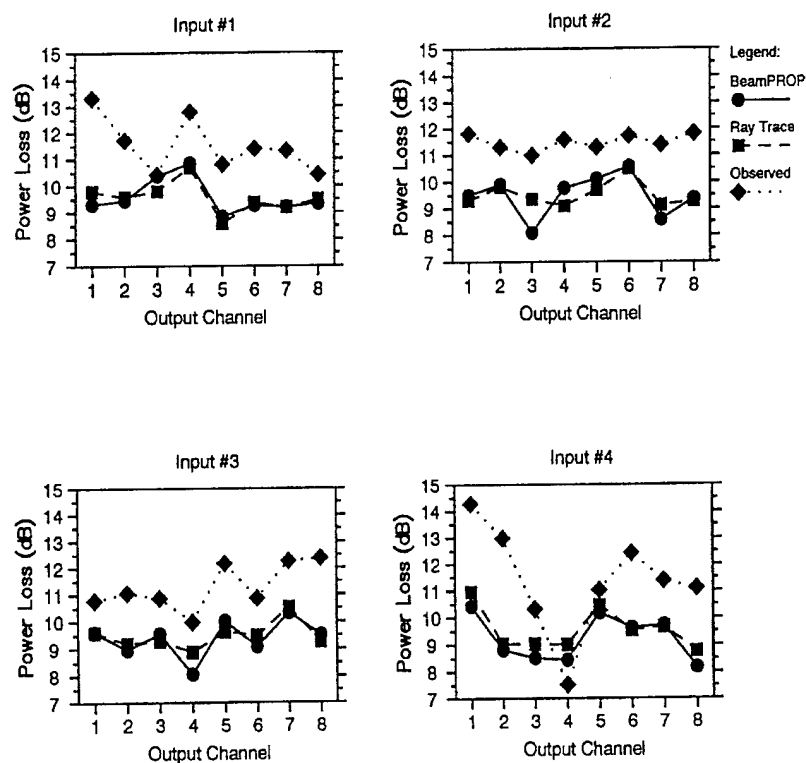 Input #1
Power Loss (dB)
15
14
13
12
11
10
9
8
7
1 2 3 4 5 6 7 8
Output Channel
Input #2
Power Loss (dB)
15
14
13
12
11
10
9
8
7
1 2 3 4 5 6 7 8
Output Channel
Legend:
BeamPROP
Ray Trace
Observed
Input #3
Power Loss (dB)
15
14
13
12
11
10
9
8
7
1 2 3 4 5 6 7 8
Output Channel
Input #4
Power Loss (dB)
15
14
13
12
11
10
9
8
7
1 2 3 4 5 6 7 8
Output Channel